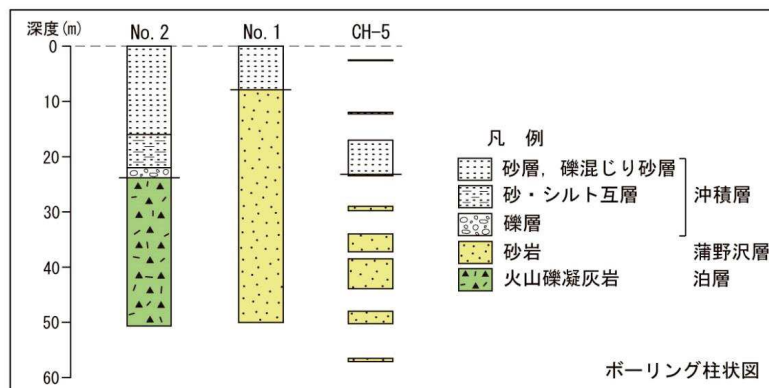 深度(m)
No. 2
No. 1
CH-5
0
10
20
30
40
50
60
凡 例
砂層，礫混じり砂層
砂・シルト互層
沖積層
礫層
砂岩
蒲野沢層
火山礫凝灰岩
泊層
ボーリング柱状図